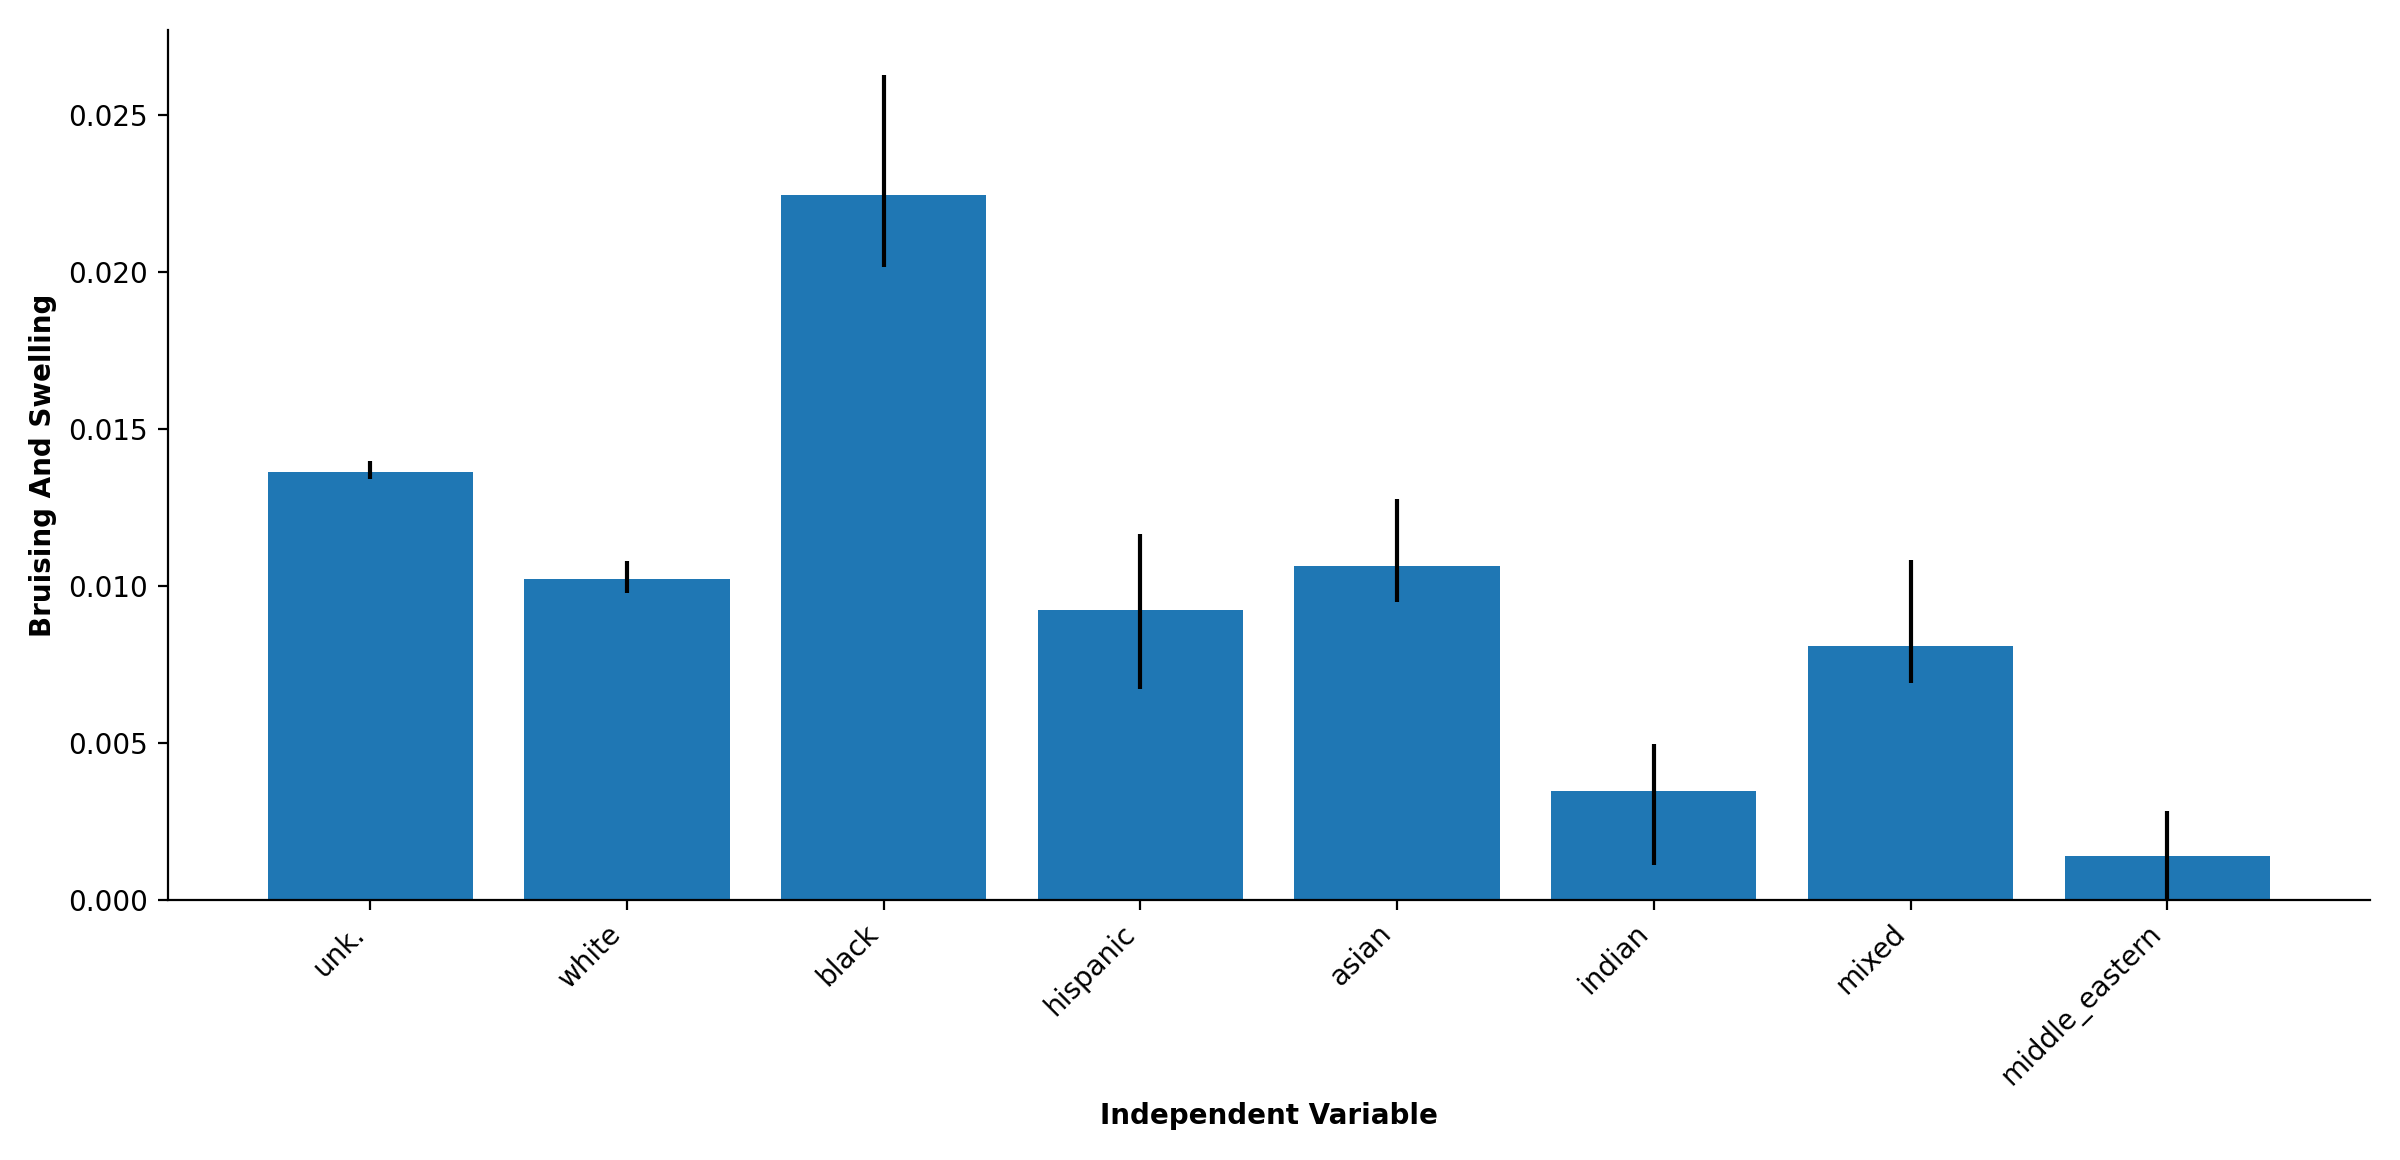 Bruising And Swelling
0.025
0.020
0.015
0.010
0.005
0.000
unk.
white
black
hispanic
asian
indian
mixed
middle_eastern
Independent Variable